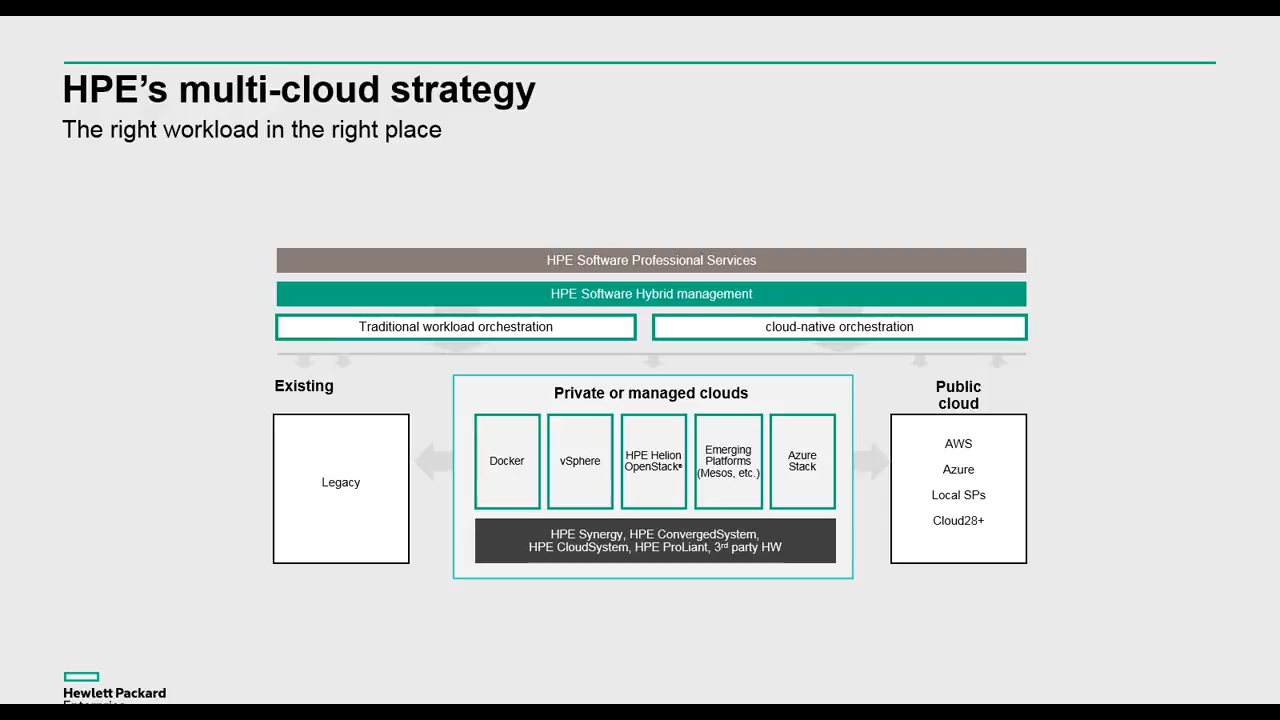 HPE’s multi-cloud strategy
The right workload in the right place
HPE Software Professional Services
HPE Software Hybrid management
Traditional workload orchestration
cloud-native orchestration
Existing
Legacy
Private or managed clouds
Docker
vSphere
HPE Helion
OpenStack®
Emerging
Platforms
(Mesos, etc.)
Azure
Stack
HPE Synergy, HPE ConvergedSystem,
HPE CloudSystem, HPE ProLiant, 3rd party HW
Public
cloud
AWS
Azure
Local SPs
Cloud28+
Hewlett Packard
Enterprise